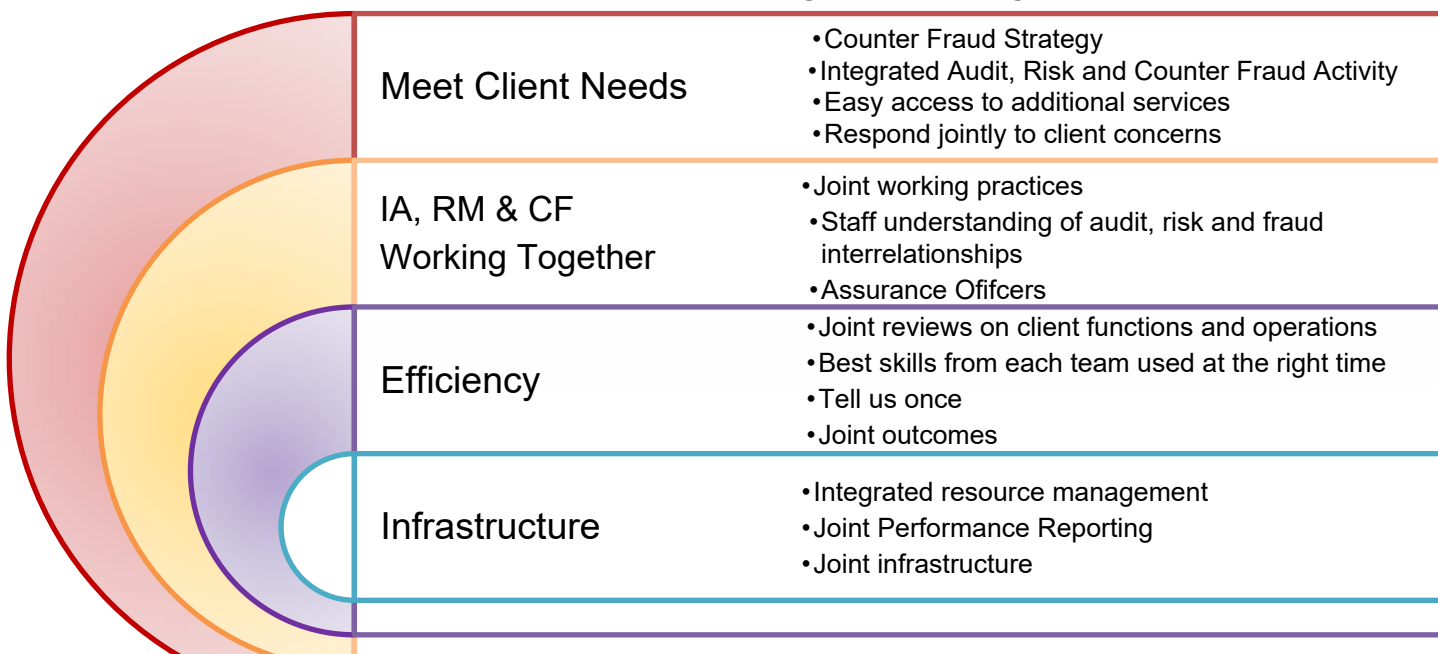 Meet Client Needs
•Counter Fraud Strategy
•Integrated Audit, Risk and Counter Fraud Activity
•Easy access to additional services
•Respond jointly to client concerns
IA, RM & CF
Working Together
•Joint working practices
•Staff understanding of audit, risk and fraud
interrelationships
•Assurance Ofifcers
Efficiency
•Joint reviews on client functions and operations
•Best skills from each team used at the right time
•Tell us once
•Joint outcomes
Infrastructure
•Integrated resource management
•Joint Performance Reporting
•Joint infrastructure